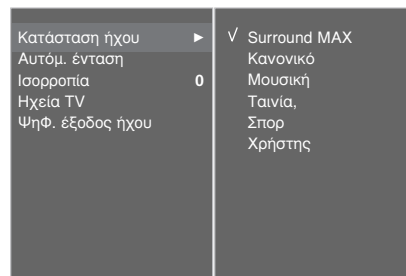 Κατάσταση ήχου ►
Αυτόμ. ένταση
Ισορροπία 0
Ηχεία TV
ΨηΦ. έξοδος ήχου
√ Surround MAX
Κανονικό
Μουσική
Ταινία,
Σπορ
Χρήστης